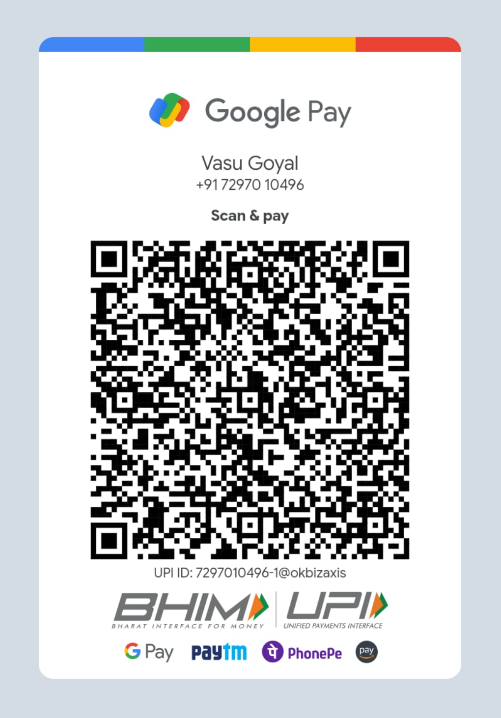 Google Pay
Vasu Goyal
+91 72970 10496
Scan & pay
UPI ID: 7297010496-1@okbizaxis
BHIM UPI
BHARAT INTERFACE FOR MONEY UNIFIED PAYMENTS INTERFACE
G Pay paytm पे PhonePe pay